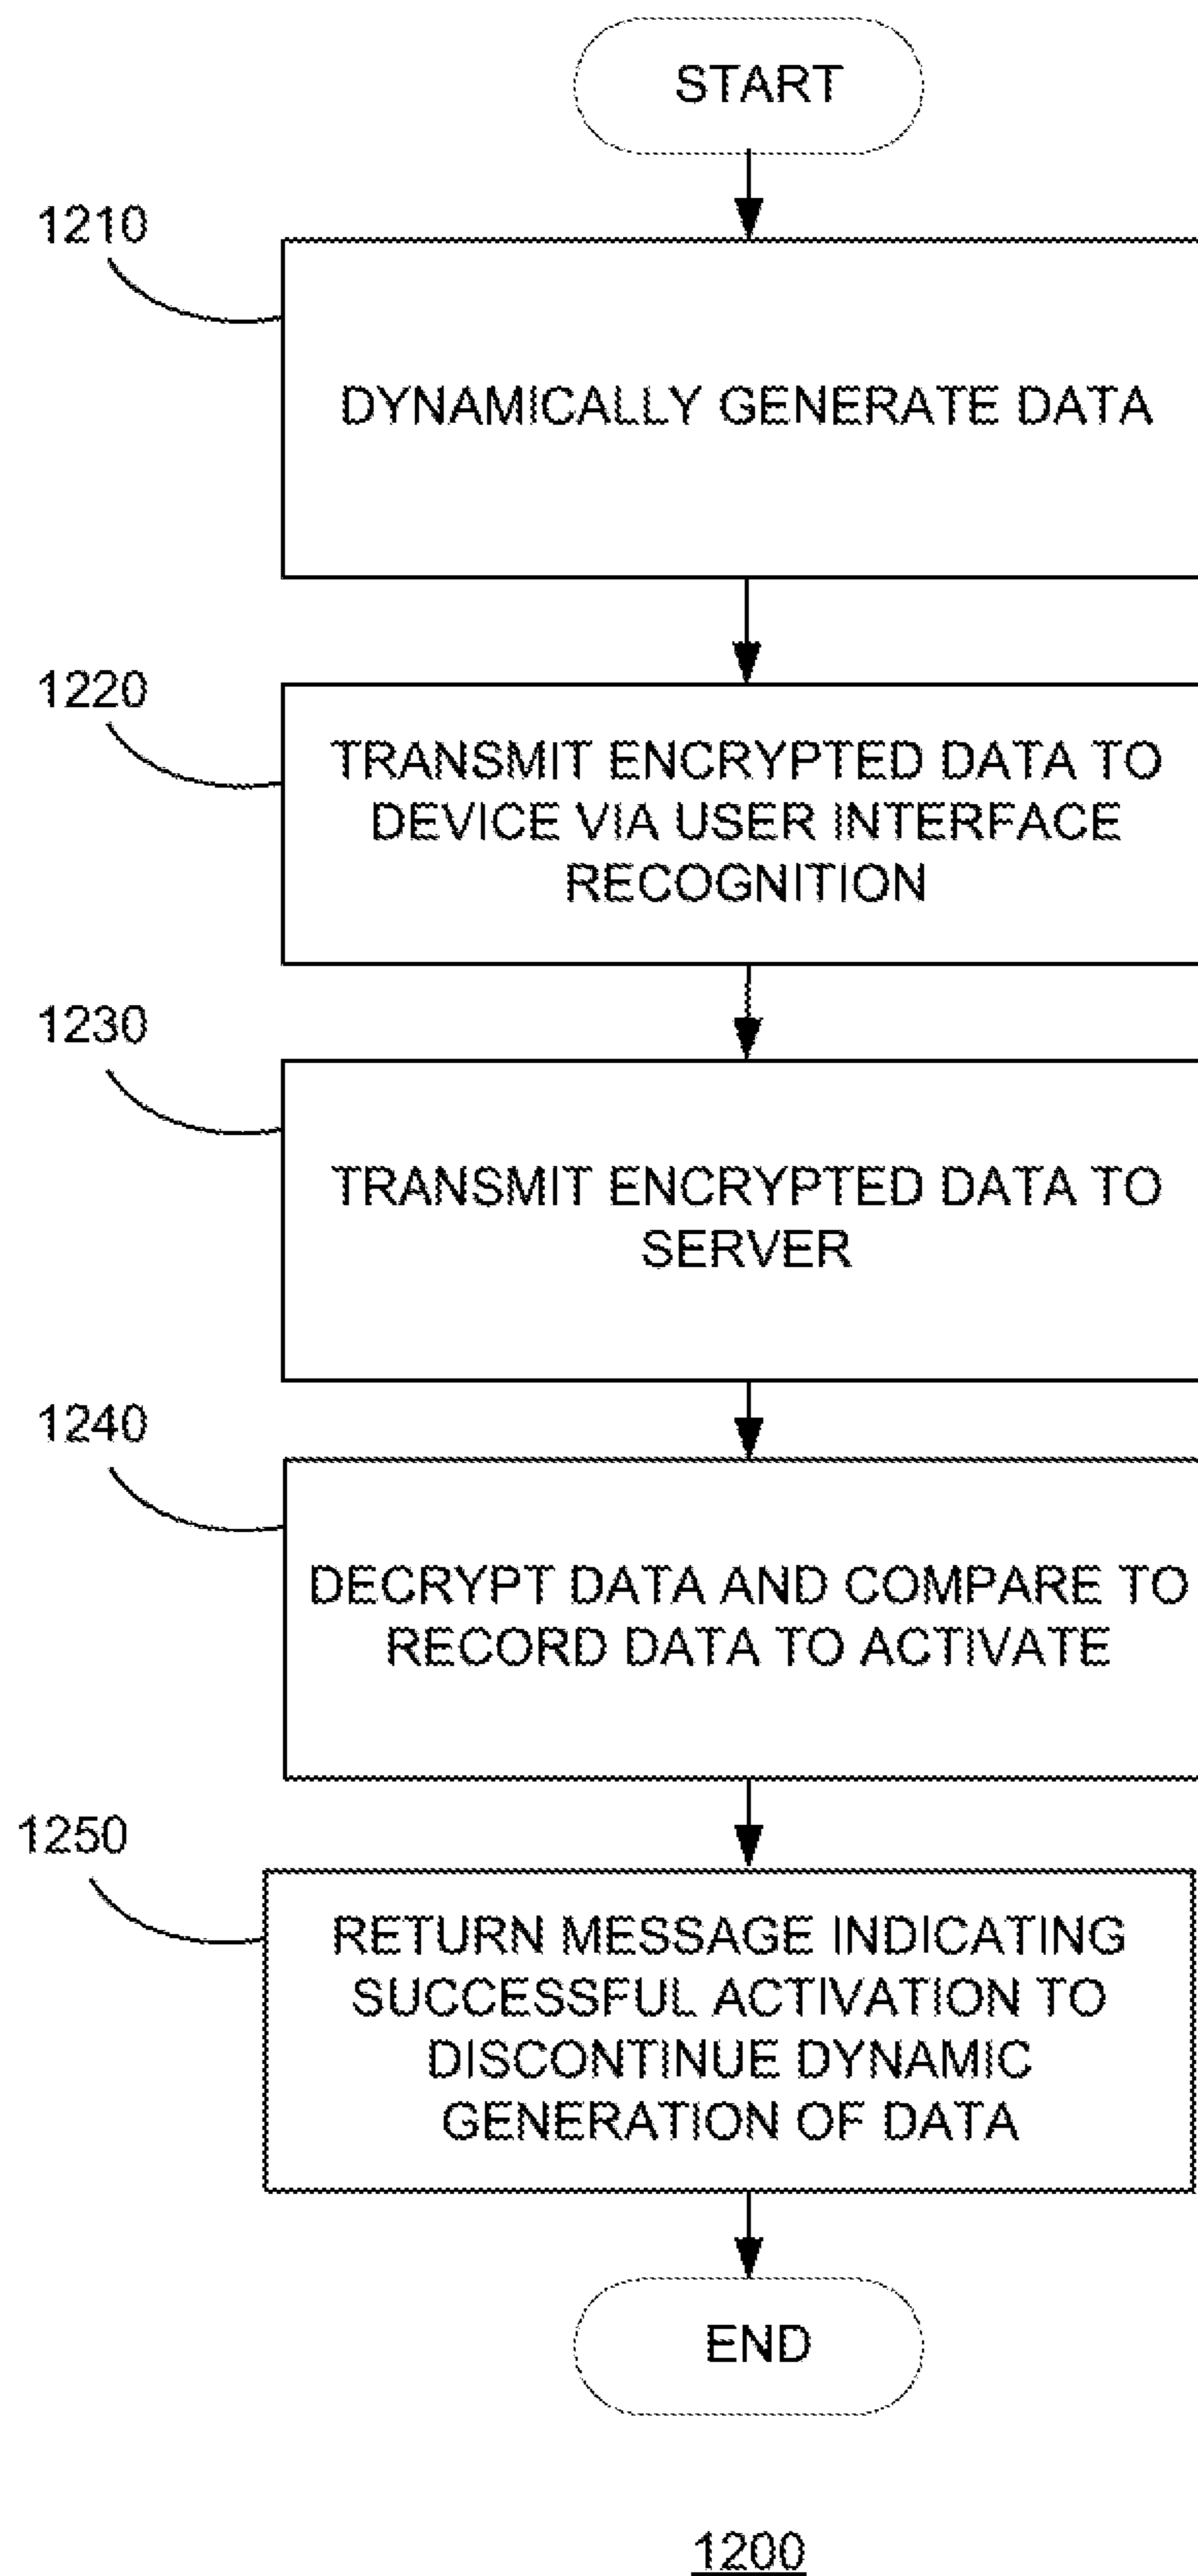 START
1210
DYNAMICALLY GENERATE DATA
1220
TRANSMIT ENCRYPTED DATA TO
DEVICE VIA USER INTERFACE
RECOGNITION
1230
TRANSMIT ENCRYPTED DATA TO
SERVER
1240
DECRYPT DATA AND COMPARE TO
RECORD DATA TO ACTIVATE
1250
RETURN MESSAGE INDICATING
SUCCESSFUL ACTIVATION TO
DISCONTINUE DYNAMIC
GENERATION OF DATA
END
1200